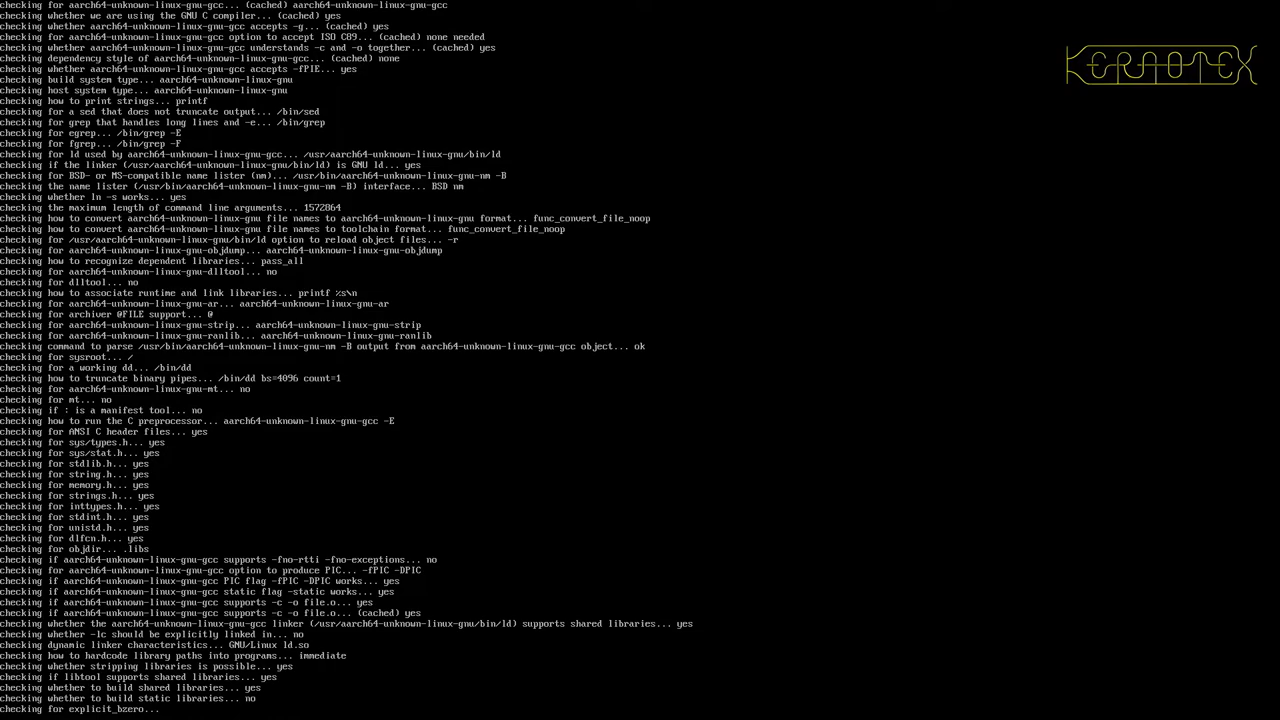 checking for aarch64-unknown-linux-gnu-gcc... (cached) aarch64-unknown-linux-gnu-gcc
checking whether we are using the GNU C compiler... (cached) yes
checking whether aarch64-unknown-linux-gnu-gcc accepts -g... (cached) yes
checking for aarch64-unknown-linux-gnu-gcc option to accept ISO C89... (cached) none needed
checking whether aarch64-unknown-linux-gnu-gcc understands -c and -o together... (cached) yes
checking dependency style of aarch64-unknown-linux-gnu-gcc... (cached) none
checking whether aarch64-unknown-linux-gnu-gcc accepts -fPIE... yes
checking build system type... aarch64-unknown-linux-gnu
checking host system type... aarch64-unknown-linux-gnu
checking how to print strings... printf
checking for a sed that does not truncate output... /bin/sed
checking for grep that handles long lines and -e... /bin/grep
checking for egrep... /bin/grep -E
checking for fgrep... /bin/grep -F
checking for ld used by aarch64-unknown-linux-gnu-gcc... /usr/aarch64-unknown-linux-gnu/bin/ld
checking if the linker (/usr/aarch64-unknown-linux-gnu/bin/ld) is GNU ld... yes
checking for BSD- or MS-compatible name lister (nm)... /usr/bin/aarch64-unknown-linux-gnu-nm -B
checking the name lister (/usr/bin/aarch64-unknown-linux-gnu-nm -B) interface... BSD nm
checking whether ln -s works... yes
checking the maximum length of command line arguments... 1572864
checking how to convert aarch64-unknown-linux-gnu file names to aarch64-unknown-linux-gnu format... func_convert_file_noop
checking how to convert aarch64-unknown-linux-gnu file names to toolchain format... func_convert_file_noop
checking for /usr/aarch64-unknown-linux-gnu/bin/ld option to reload object files... -r
checking for aarch64-unknown-linux-gnu-objdump... aarch64-unknown-linux-gnu-objdump
checking how to recognize dependent libraries... pass_all
checking for aarch64-unknown-linux-gnu-dlltool... no
checking for dlltool... no
checking how to associate runtime and link libraries... printf %s\n
checking for aarch64-unknown-linux-gnu-ar... aarch64-unknown-linux-gnu-ar
checking for archiver @FILE support... @
checking for aarch64-unknown-linux-gnu-strip... aarch64-unknown-linux-gnu-strip
checking for aarch64-unknown-linux-gnu-ranlib... aarch64-unknown-linux-gnu-ranlib
checking command to parse /usr/bin/aarch64-unknown-linux-gnu-nm -B output from aarch64-unknown-linux-gnu-gcc object... ok
checking for sysroot... /
checking for a working dd... /bin/dd
checking how to truncate binary pipes... /bin/dd bs=4096 count=1
checking for aarch64-unknown-linux-gnu-mt... no
checking for mt... no
checking if : is a manifest tool... no
checking how to run the C preprocessor... aarch64-unknown-linux-gnu-gcc -E
checking for ANSI C header files... yes
checking for sys/types.h... yes
checking for sys/stat.h... yes
checking for stdlib.h... yes
checking for string.h... yes
checking for memory.h... yes
checking for strings.h... yes
checking for inttypes.h... yes
checking for stdint.h... yes
checking for unistd.h... yes
checking for dlfcn.h... yes
checking for objdir... .libs
checking if aarch64-unknown-linux-gnu-gcc supports -fno-rtti -fno-exceptions... no
checking for aarch64-unknown-linux-gnu-gcc option to produce PIC... -fPIC -DPIC
checking if aarch64-unknown-linux-gnu-gcc PIC flag -fPIC -DPIC works... yes
checking if aarch64-unknown-linux-gnu-gcc static flag -static works... yes
checking if aarch64-unknown-linux-gnu-gcc supports -c -o file.o... yes
checking if aarch64-unknown-linux-gnu-gcc supports -c -o file.o... (cached) yes
checking whether the aarch64-unknown-linux-gnu-gcc linker (/usr/aarch64-unknown-linux-gnu/bin/ld) supports shared libraries... yes
checking whether -lc should be explicitly linked in... no
checking dynamic linker characteristics... GNU/Linux ld.so
checking how to hardcode library paths into programs... immediate
checking whether stripping libraries is possible... yes
checking if libtool supports shared libraries... yes
checking whether to build shared libraries... yes
checking whether to build static libraries... no
checking for explicit_bzero...